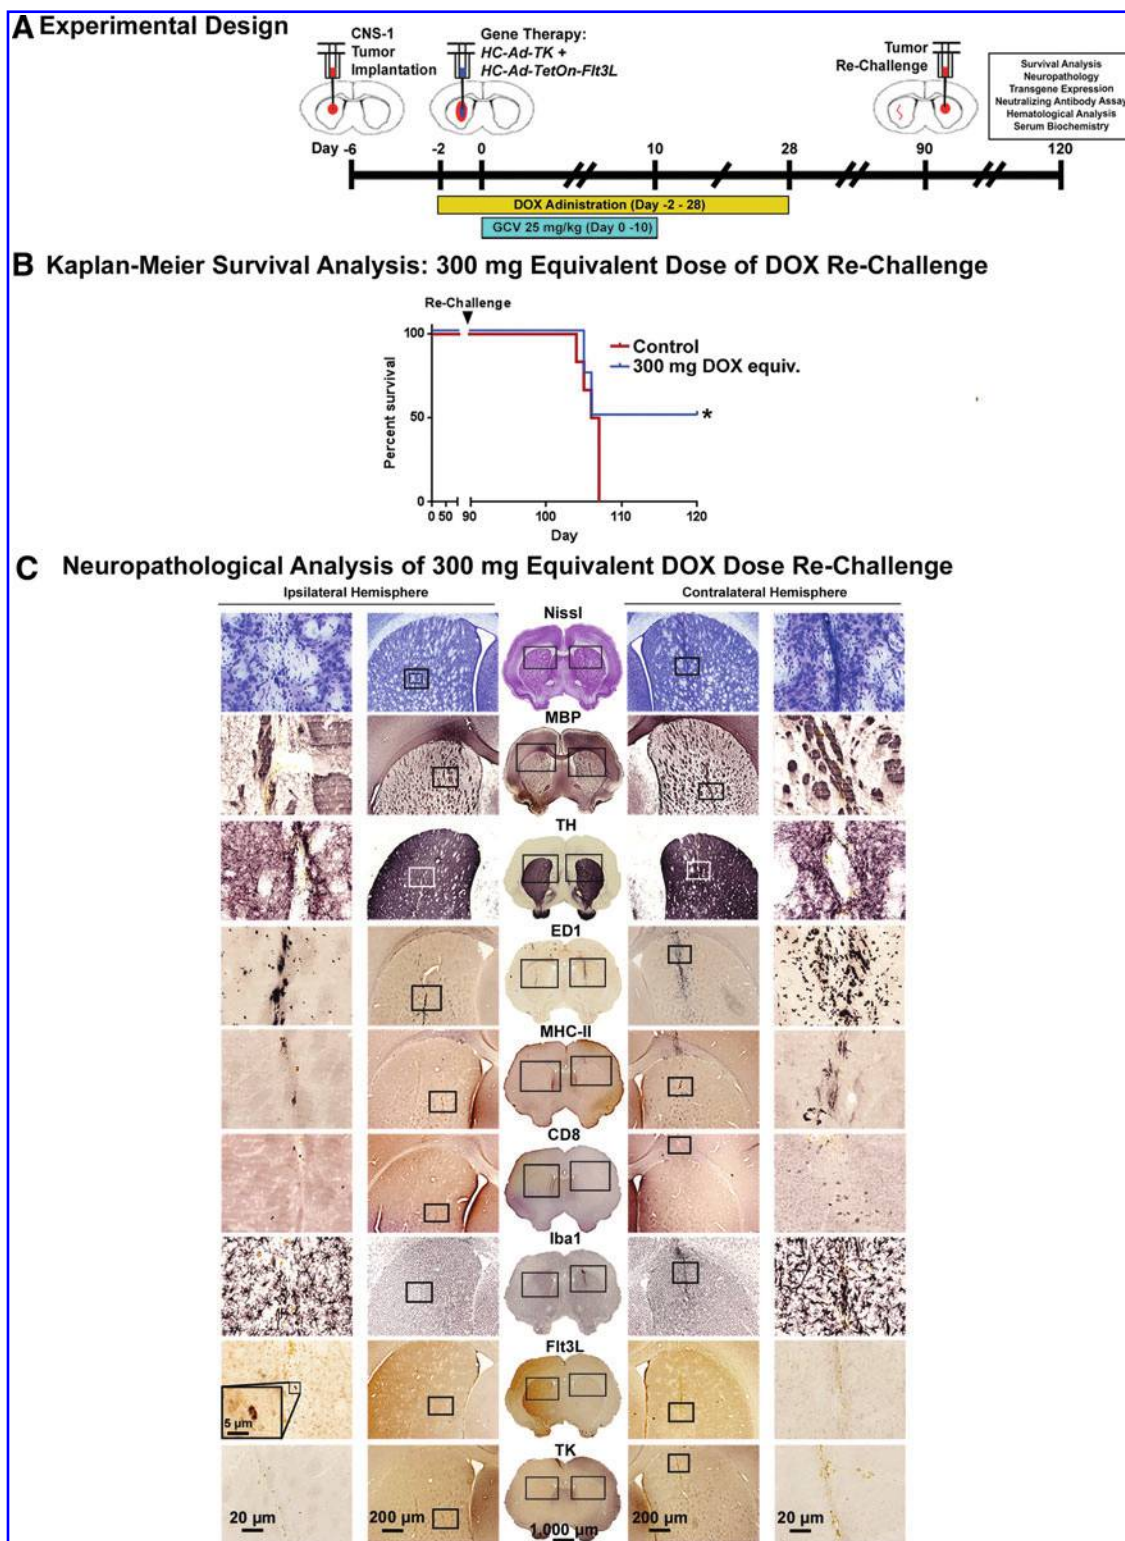 A Experimental Design
CNS-1
Tumor
Implantation
Gene Therapy:
HC-Ad-TK +
HC-Ad-TetOn-Flt3L
Tumor
Re-Challenge
Survival Analysis
Neuropathology
Transgene Expression
Neutralizing Antibody Assay
Hematological Analysis
Serum Biochemistry
Day -6 -2 0 10 28 90 120
DOX Adinistration (Day -2 - 28)
GCV 25 mg/kg (Day 0 -10)
B Kaplan-Meier Survival Analysis: 300 mg Equivalent Dose of DOX Re-Challenge
Re-Challenge
100
50
0
Percent survival
Control
300 mg DOX equiv.
*
0 50 90 100 110 120
Day
C Neuropathological Analysis of 300 mg Equivalent DOX Dose Re-Challenge
Ipsilateral Hemisphere
Contralateral Hemisphere
Nissl
MBP
TH
ED1
MHC-II
CD8
Iba1
Flt3L
5 µm
TK
20 µm 200 µm 1,000 µm 200 µm 20 µm